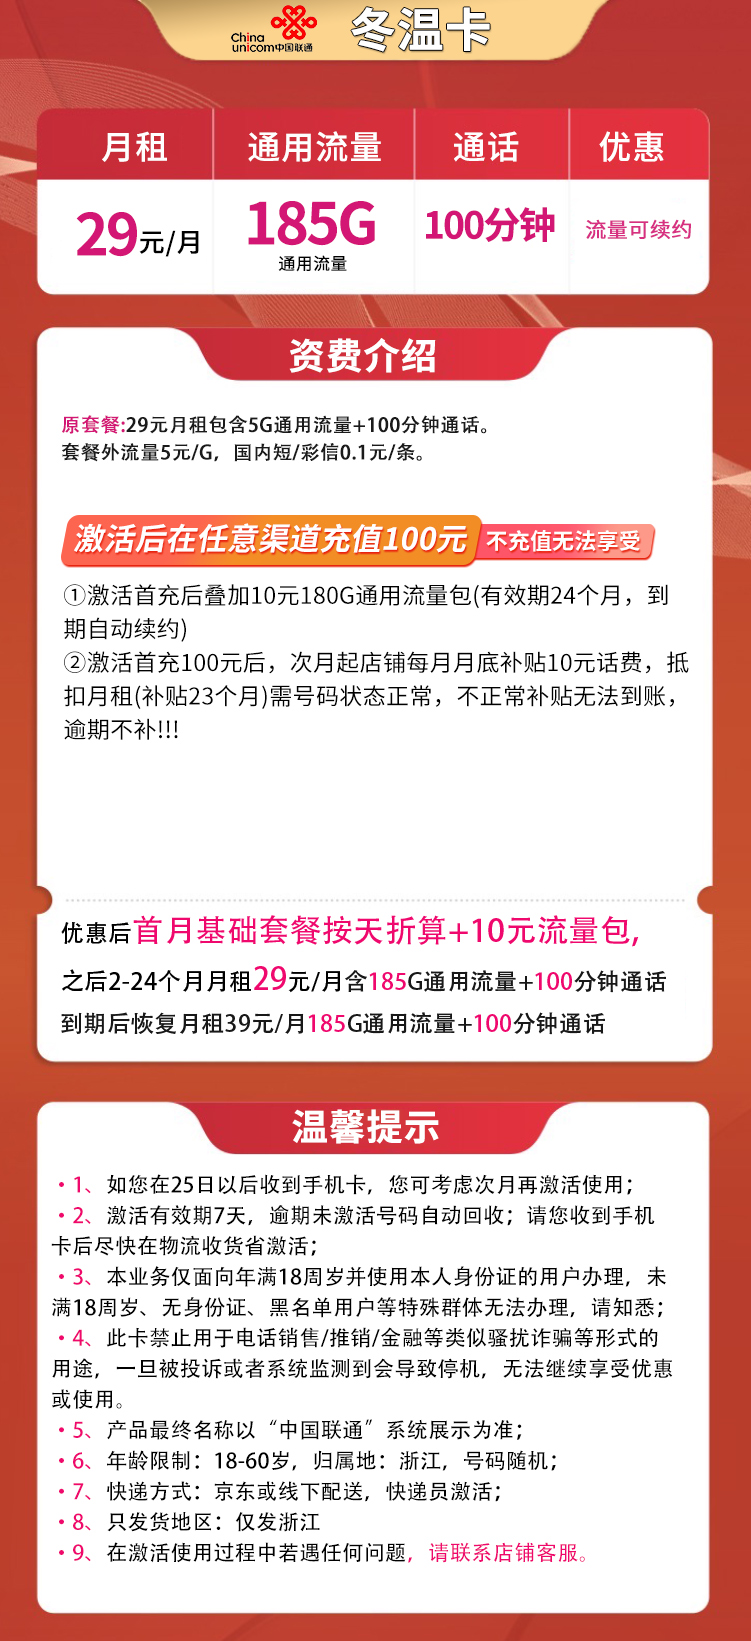 China
unicom中国联通
冬温卡
月租 通用流量 通话 优惠
29元/月 185G 100分钟 流量可续约
通用流量
资费介绍
原套餐:29元月租包含5G通用流量+100分钟通话。
套餐外流量5元/G，国内短/彩信0.1元/条。
激活后在任意渠道充值100元 不充值无法享受
①激活首充后叠加10元180G通用流量包(有效期24个月，到
期自动续约)
②激活首充100元后，次月起店铺每月月底补贴10元话费，抵
扣月租(补贴23个月)需号码状态正常，不正常补贴无法到账，
逾期不补!!!
优惠后首月基础套餐按天折算+10元流量包,
之后2-24个月月租29元/月含185G通用流量+100分钟通话
到期后恢复月租39元/月185G通用流量+100分钟通话
温馨提示
·1、如您在25日以后收到手机卡，您可考虑次月再激活使用；
·2、激活有效期7天，逾期未激活号码自动回收；请您收到手机
卡后尽快在物流收货省激活；
·3、本业务仅面向年满18周岁并使用本人身份证的用户办理，未
满18周岁、无身份证、黑名单用户等特殊群体无法办理，请知悉；
·4、此卡禁止用于电话销售/推销/金融等类似骚扰诈骗等形式的
用途，一旦被投诉或者系统监测到会导致停机，无法继续享受优惠
或使用。
·5、产品最终名称以“中国联通”系统展示为准；
·6、年龄限制：18-60岁，归属地：浙江，号码随机；
·7、快递方式：京东或线下配送，快递员激活；
·8、只发货地区：仅发浙江
·9、在激活使用过程中若遇任何问题，请联系店铺客服。